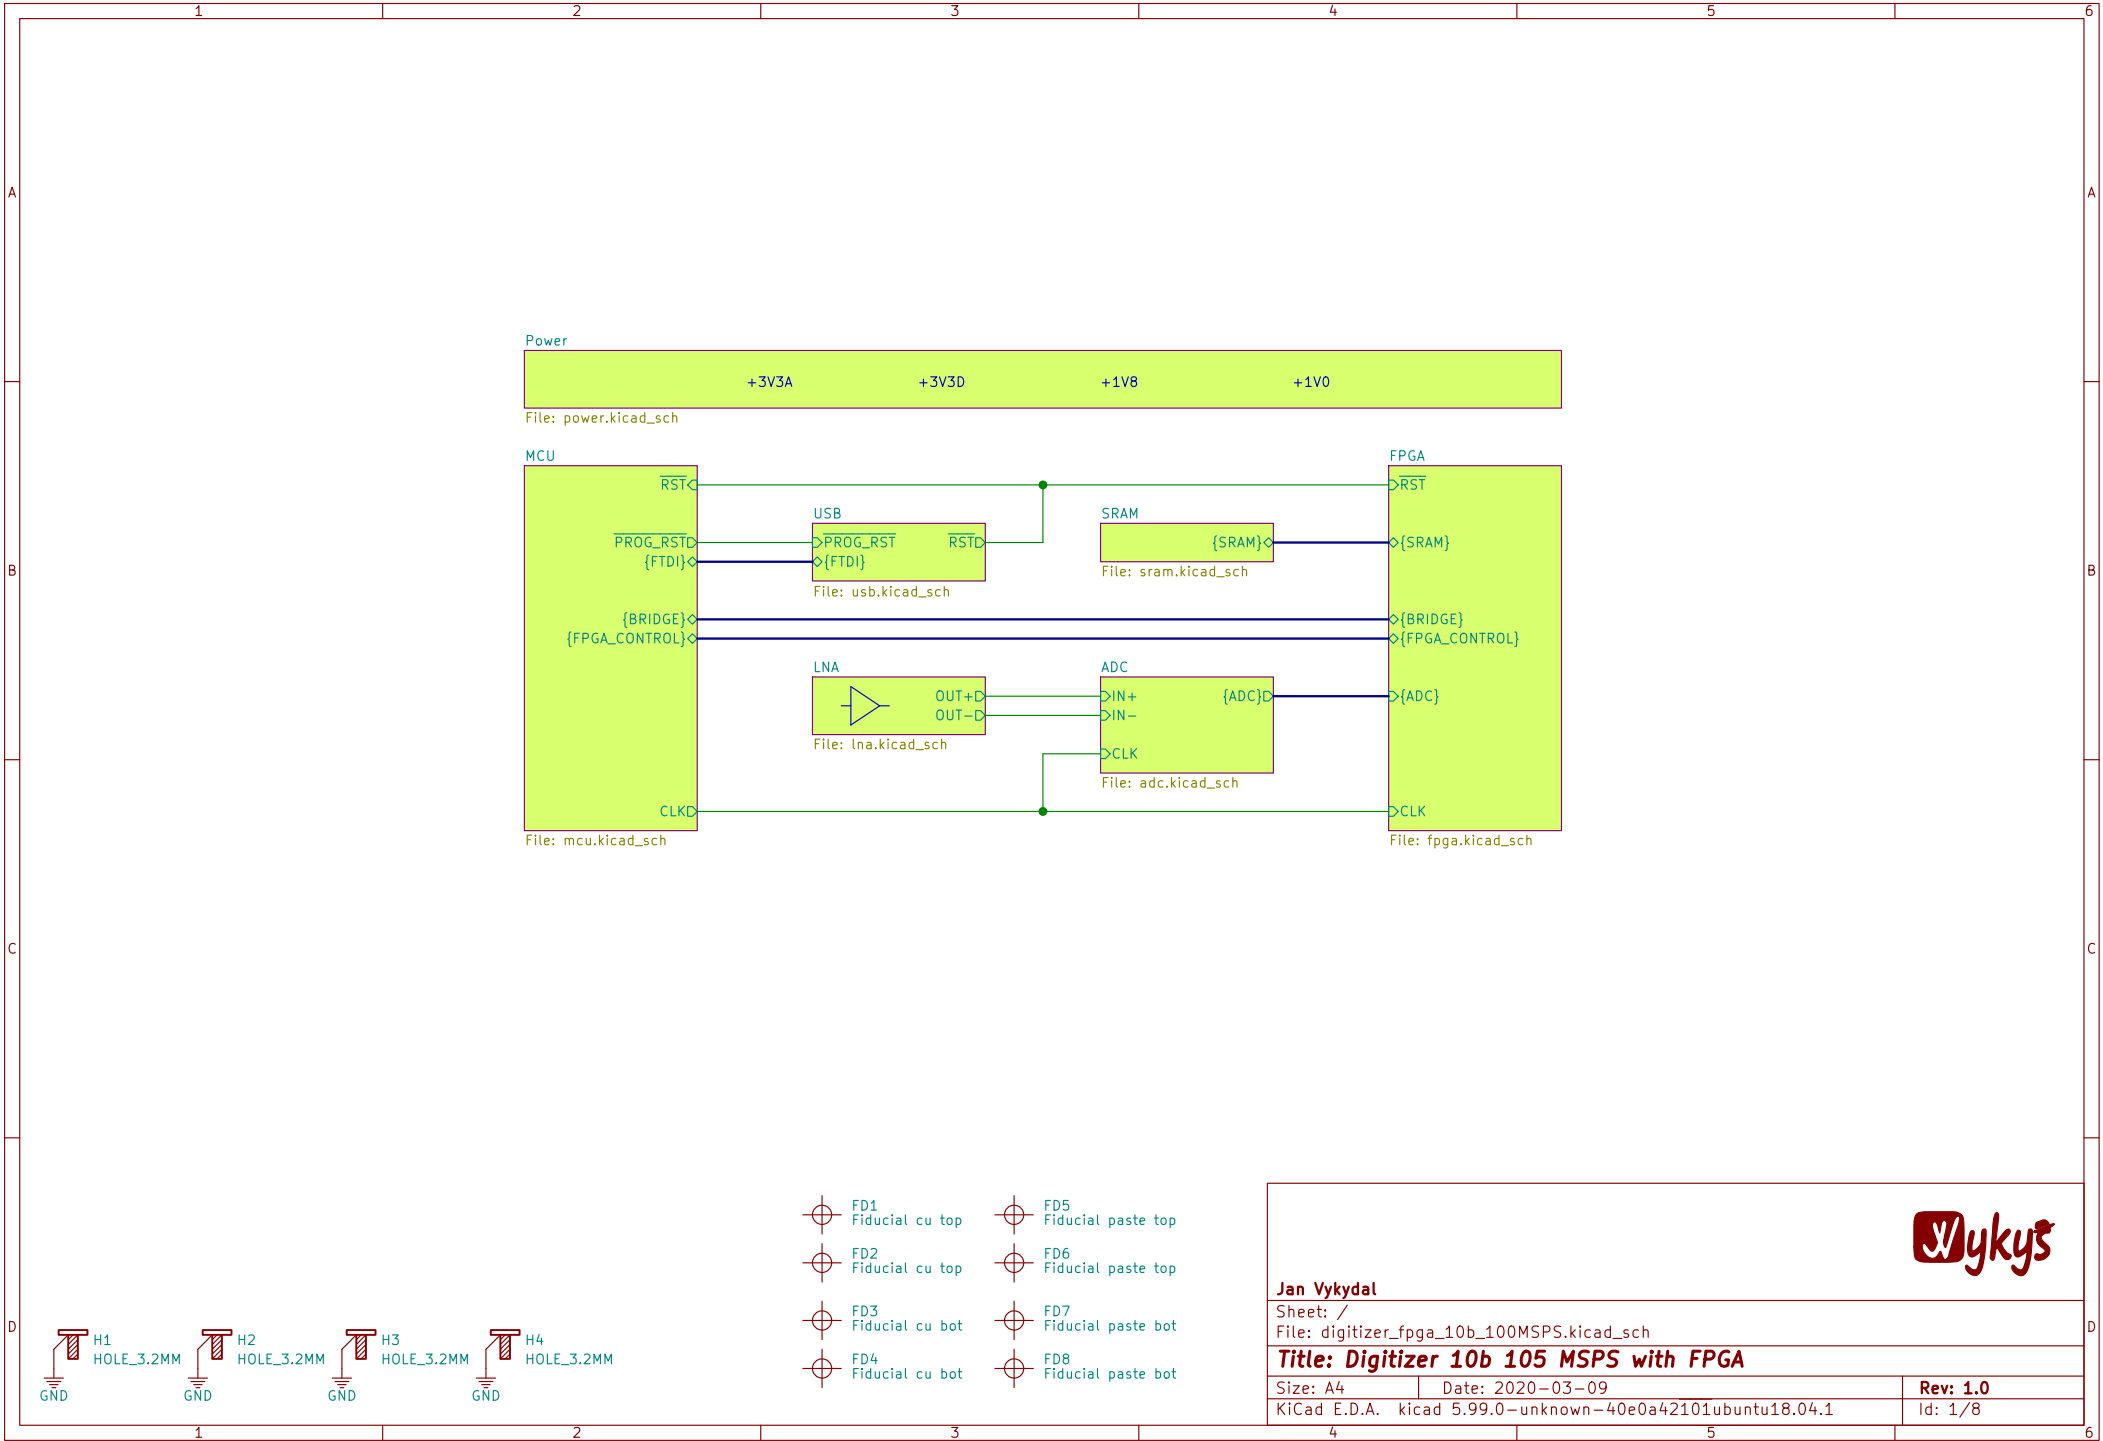 1 2 3 4 5 6
A A
Power
+3V3A +3V3D +1V8 +1V0
File: power.kicad_sch
MCU FPGA
RST RST
USB SRAM
PROG_RST PROG_RST RST {SRAM} {SRAM}
{FTDI} {FTDI}
B B
File: sram.kicad_sch
File: usb.kicad_sch
{BRIDGE} {BRIDGE}
{FPGA_CONTROL} {FPGA_CONTROL}
LNA ADC
OUT+ IN+ {ADC} {ADC}
OUT- IN-
File: lna.kicad_sch
CLK
File: adc.kicad_sch
CLK CLK
File: mcu.kicad_sch File: fpga.kicad_sch
C C
FD1 FD5
Fiducial cu top Fiducial paste top
FD2 FD6
Fiducial cu top Fiducial paste top
Wykys
Jan Vykydal
Sheet: /
FD3 FD7
Fiducial cu bot Fiducial paste bot
D D
File: digitizer_fpga_10b_100MSPS.kicad_sch
H1 H2 H3 H4
HOLE_3.2MM HOLE_3.2MM HOLE_3.2MM HOLE_3.2MM
FD4 FD8
Fiducial cu bot Fiducial paste bot
Title: Digitizer 10b 105 MSPS with FPGA
Size: A4 Date: 2020-03-09 Rev: 1.0
GND GND GND GND
KiCad E.D.A. kicad 5.99.0-unknown-40e0a42101ubuntu18.04.1 Id: 1/8
1 2 3 4 5 6